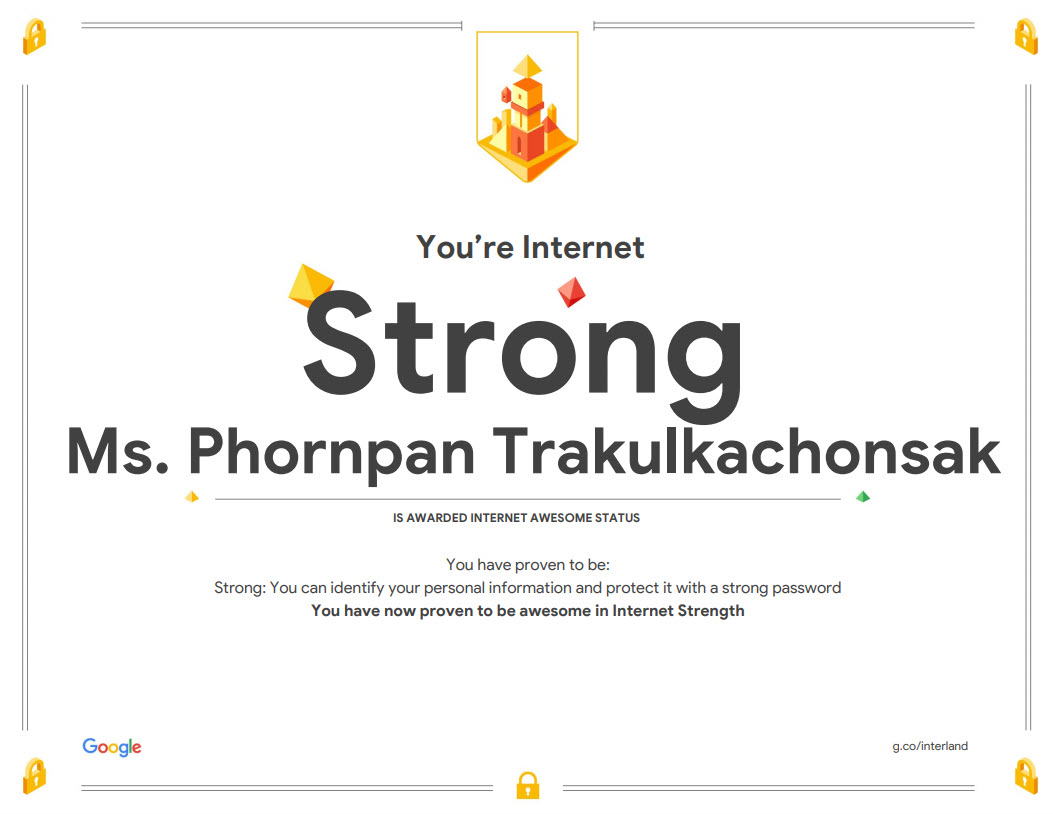 You’re Internet
Strong
Ms. Phornpan Trakulkachonsak
IS AWARDED INTERNET AWESOME STATUS
You have proven to be:
Strong: You can identify your personal information and protect it with a strong password
You have now proven to be awesome in Internet Strength
Google
g.co/interland